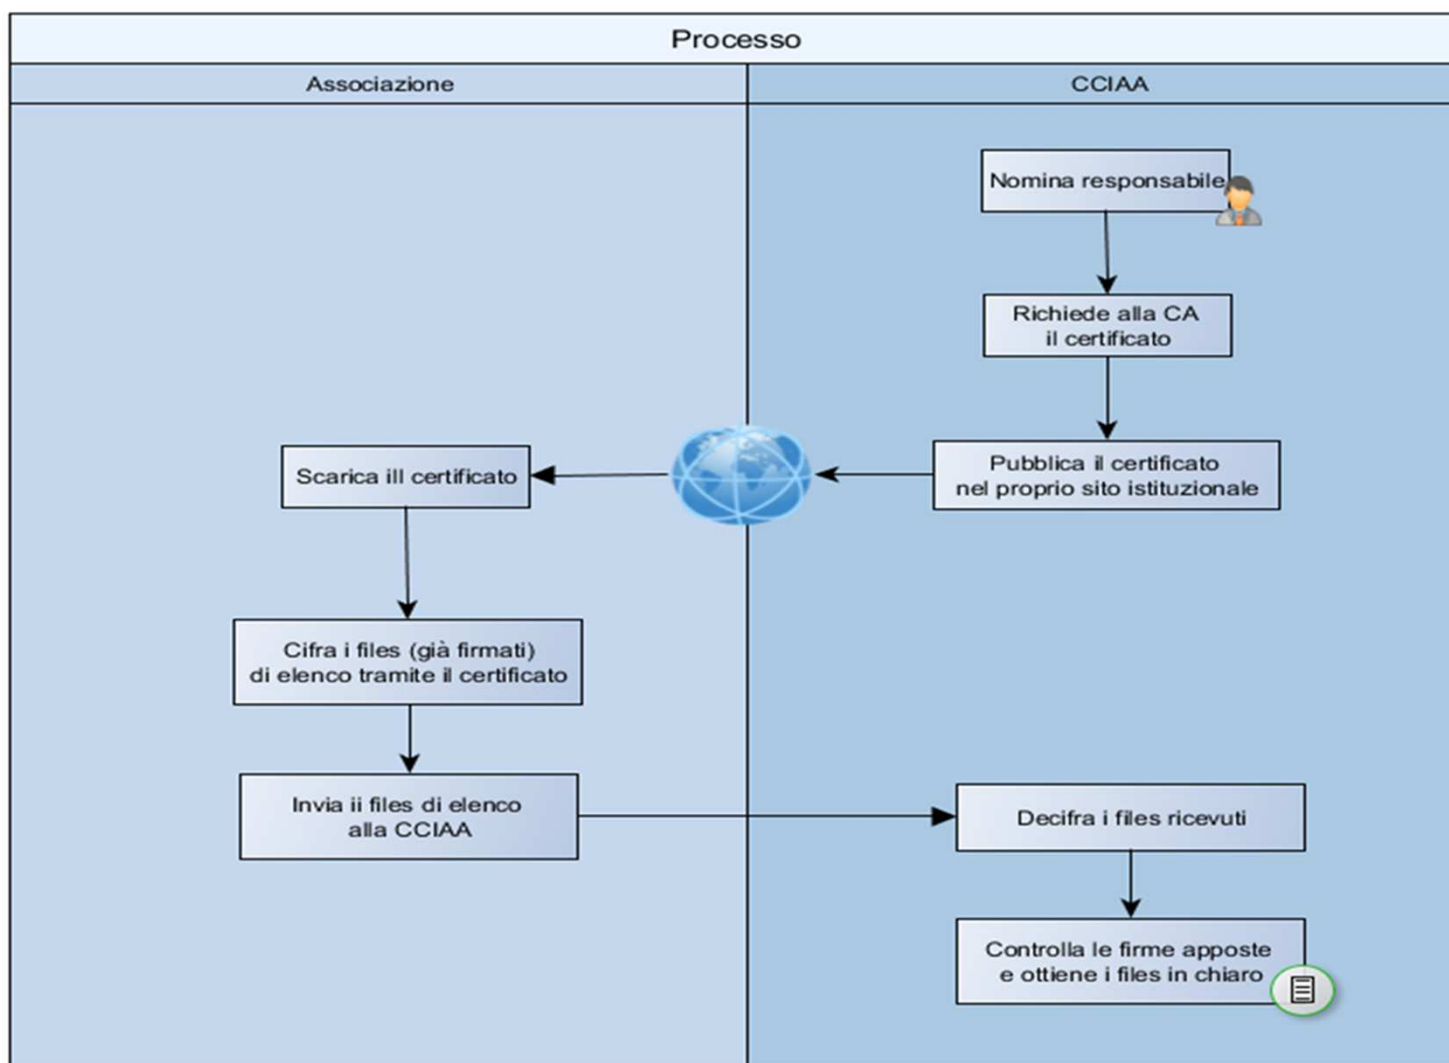 Processo
Associazione
CCIAA
Nomina responsabile
Richiede alla CA
il certificato
Pubblica il certificato
nel proprio sito istituzionale
Scarica ill certificato
Cifra i files (già firmati)
di elenco tramite il certificato
Invia ii files di elenco
alla CCIAA
Decifra i files ricevuti
Controlla le firme apposte
e ottiene i files in chiaro